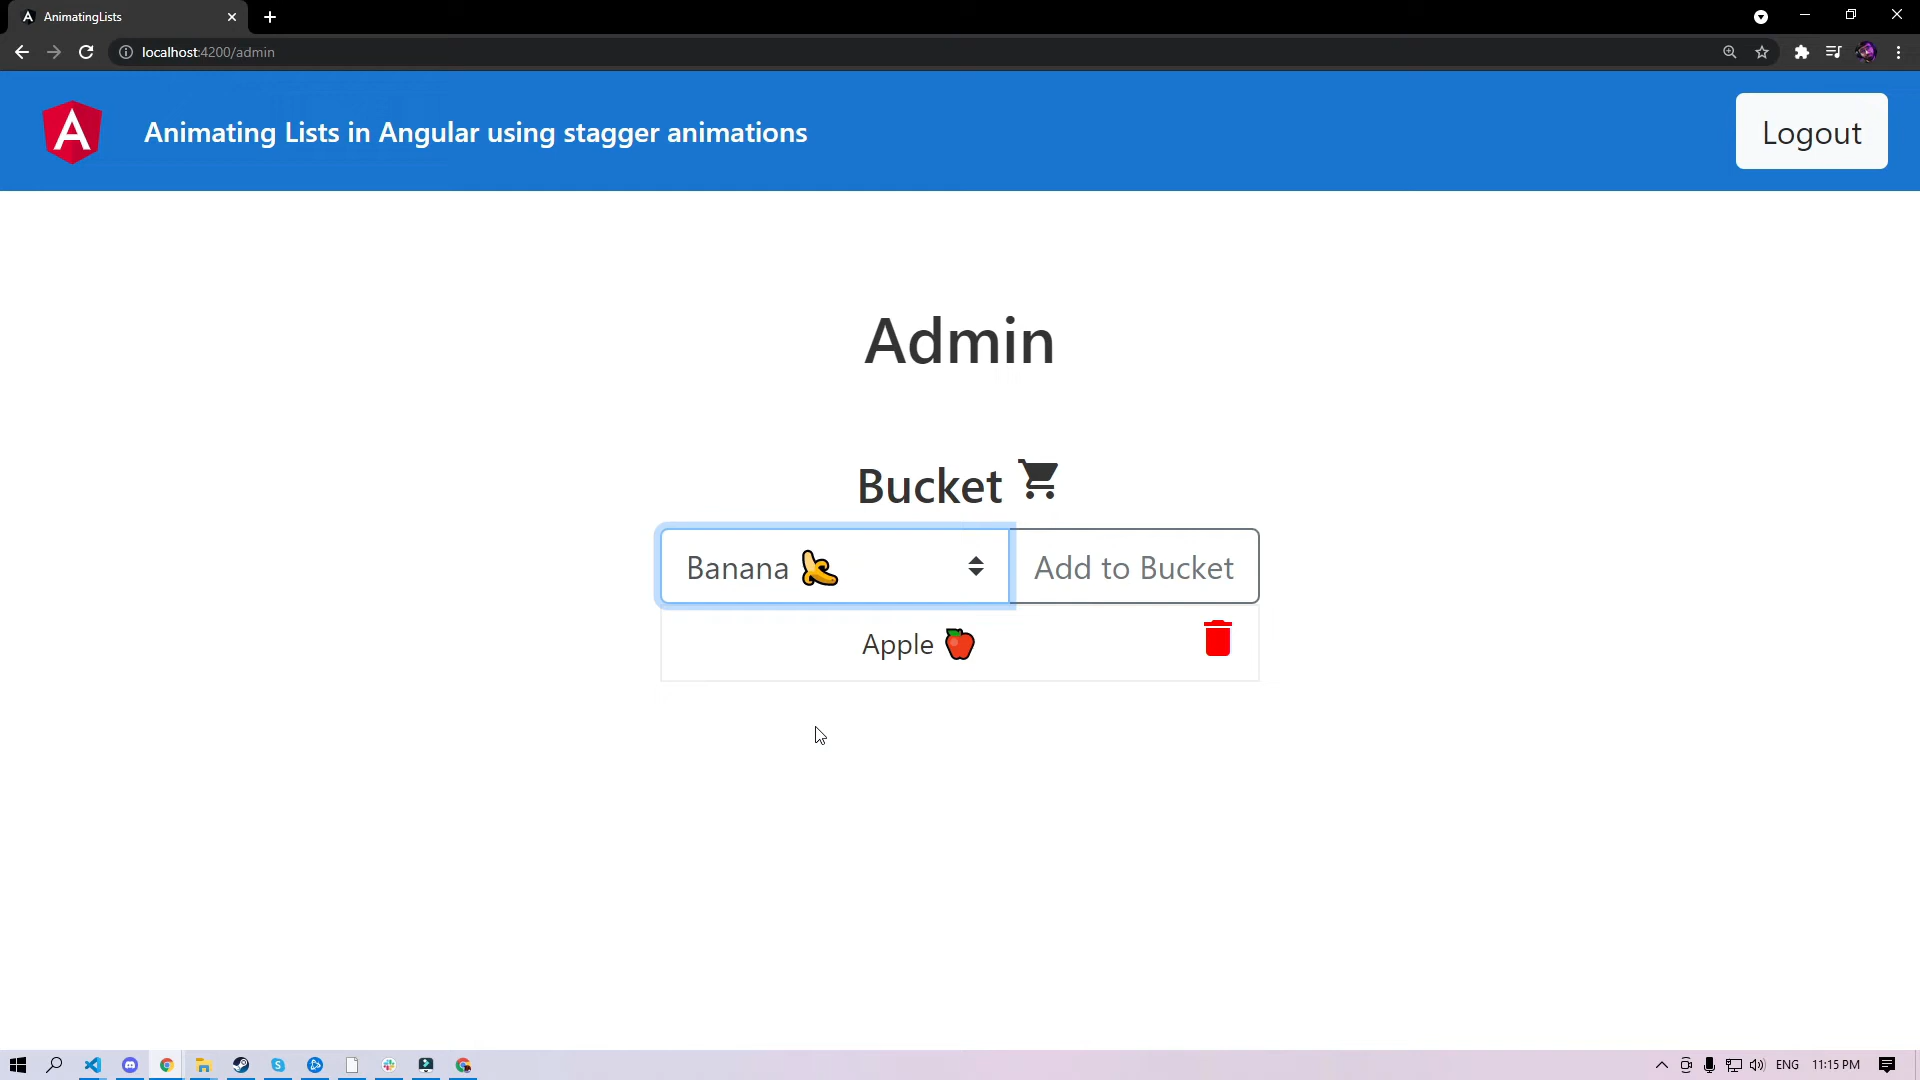 AnimatingLists
localhost:4200/admin
Animating Lists in Angular using stagger animations
Logout
Admin
Bucket
Banana 🍌
Add to Bucket
Apple 🍎
ENG
11:15 PM